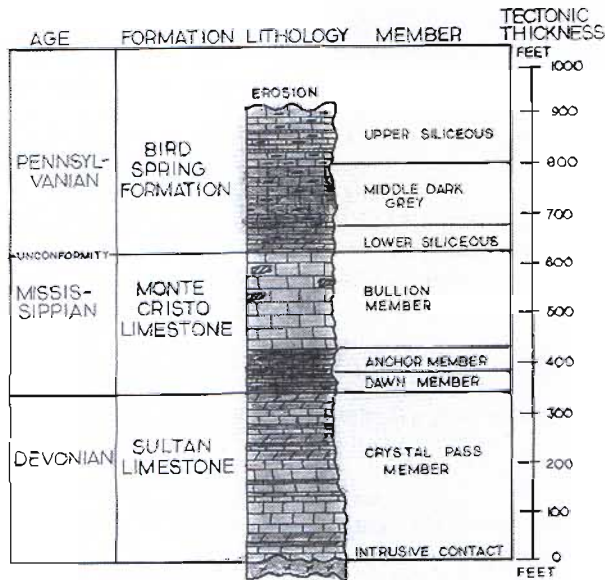 AGE FORMATION LITHOLOGY MEMBER TECTONIC THICKNESS
FEET
1000
EROSION
900
UPPER SILICEOUS
800
PENNSYL-
VANIAN
BIRD
SPRING
FORMATION
MIDDLE DARK
GREY
700
LOWER SILICEOUS
UNCONFORMITY
600
MISSIS-
SIPPIAN
MONTE
CRISTO
LIMESTONE
BULLION
MEMBER
500
ANCHOR MEMBER
400
DAWN MEMBER
300
DEVONIAN
SULTAN
LIMESTONE
CRYSTAL PASS
MEMBER
200
100
INTRUSIVE CONTACT
0
FEET